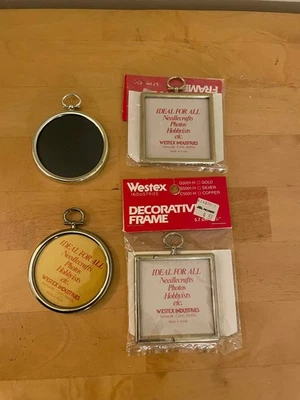 FRAME
IDEAL FOR ALL
Needlecrafts
Photos
Hobbyists
etc.
WESTEX INDUSTRIES
Westex
INDUSTRIES
GOLD
SILVER
COPPER
DECORATIVE
FRAME
IDEAL FOR ALL
Needlecrafts
Photos
Hobbyists
etc.
WESTEX INDUSTRIES
IDEAL FOR ALL
Needlecrafts
Photos
Hobbyists
etc.
WESTEX INDUSTRIES